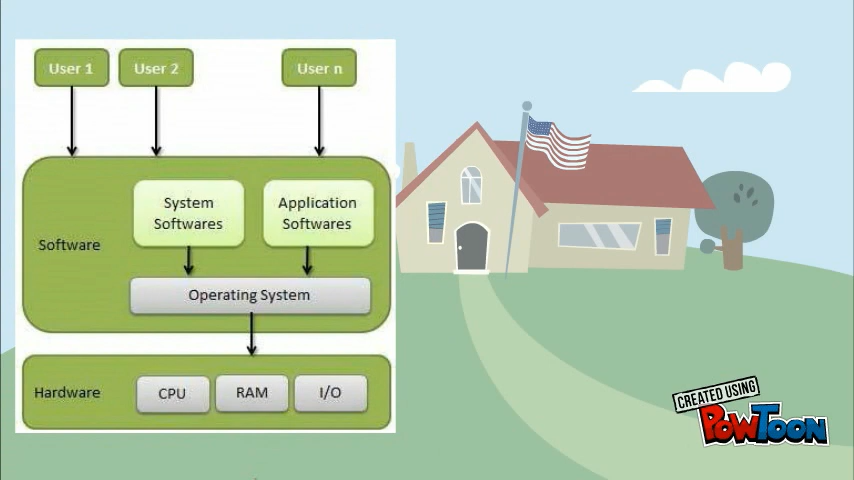 User 1
User 2
User n
System
Softwares
Application
Softwares
Software
Operating System
Hardware
CPU
RAM
I/O
CREATED USING
POWTOON